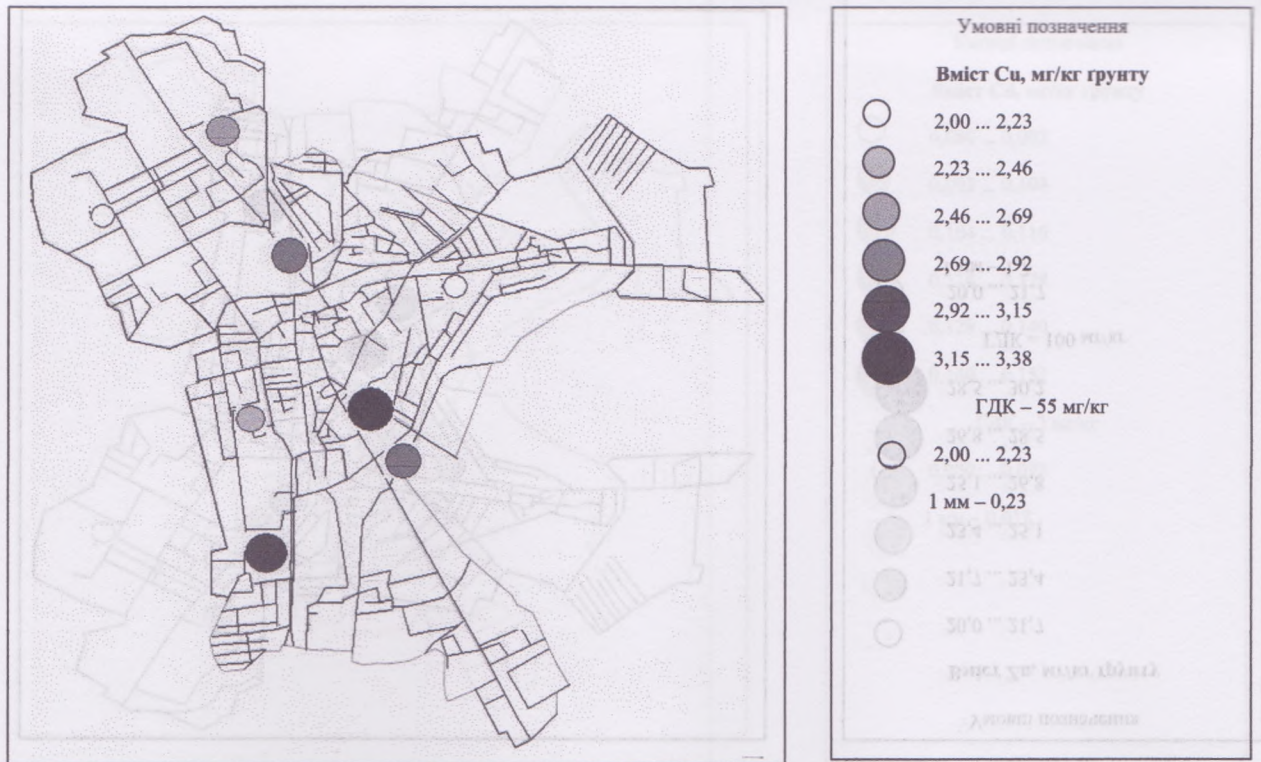 Умовні позначення
Вміст Cu, мг/кг ґрунту
2,00 ... 2,23
2,23 ... 2,46
2,46 ... 2,69
2,69 ... 2,92
2,92 ... 3,15
3,15 ... 3,38
ГДК – 55 мг/кг
2,00 ... 2,23
1 мм – 0,23